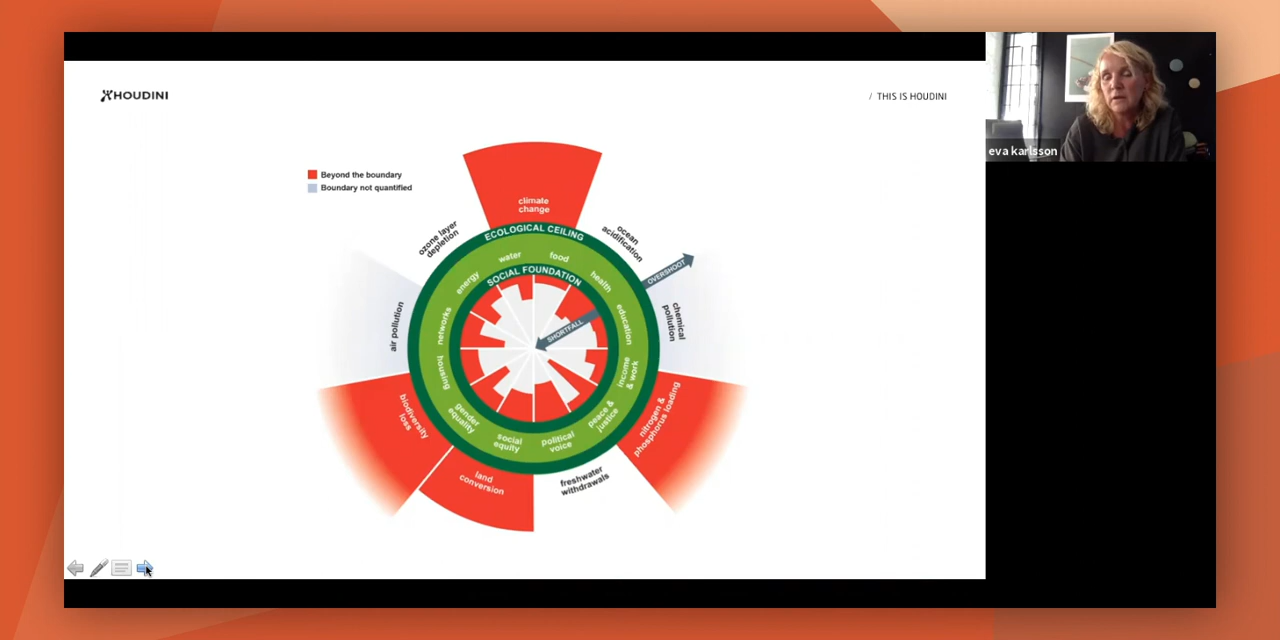 HOUDINI
/ THIS IS HOUDINI
eva karlsson
Beyond the boundary
Boundary not quantified
climate
change
ozone layer
depletion
ocean
acidification
ECOLOGICAL CEILING
water
food
energy
SOCIAL FOUNDATION
health
OVERSHOOT
air pollution
networks
SHORTFALL
education
chemical
pollution
housing
income
& work
biodiversity
loss
gender
equality
peace &
justice
nitrogen &
phosphorus loading
social
equity
political
voice
land
conversion
freshwater
withdrawals